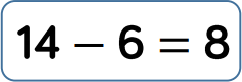 14 − 6 = 8